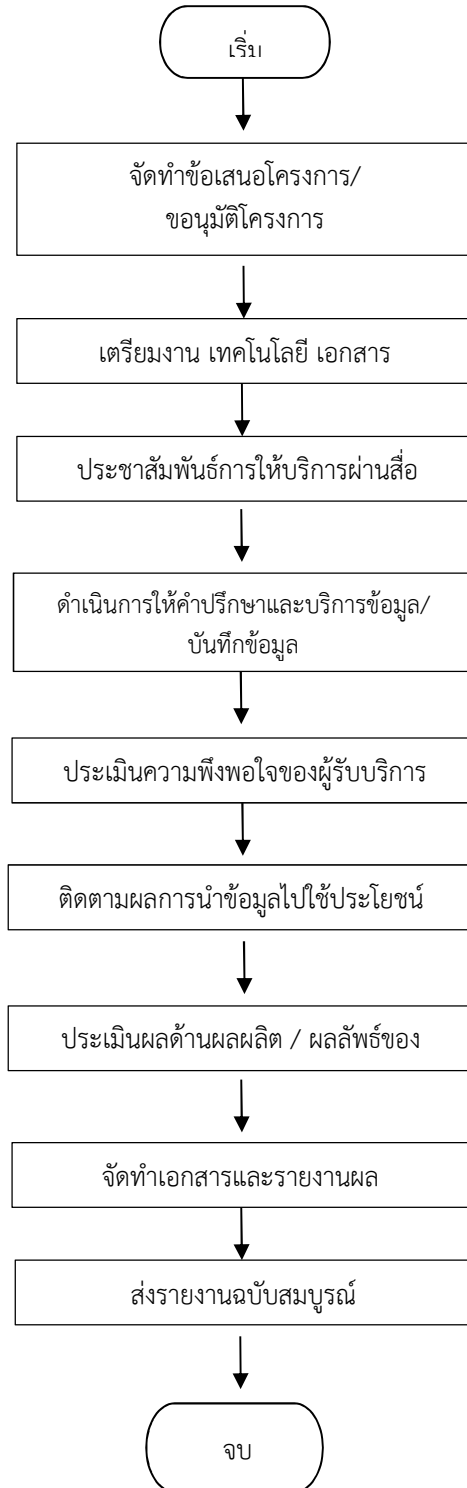 เริ่ม
จัดทำข้อเสนอโครงการ/
ขอนุมัติโครงการ
เตรียมงาน เทคโนโลยี เอกสาร
ประชาสัมพันธ์การให้บริการผ่านสื่อ
ดำเนินการให้คำปรึกษาและบริการข้อมูล/
บันทึกข้อมูล
ประเมินความพึงพอใจของผู้รับบริการ
ติดตามผลการนำข้อมูลไปใช้ประโยชน์
ประเมินผลด้านผลผลิต / ผลลัพธ์ของ
จัดทำเอกสารและรายงานผล
ส่งรายงานฉบับสมบูรณ์
จบ